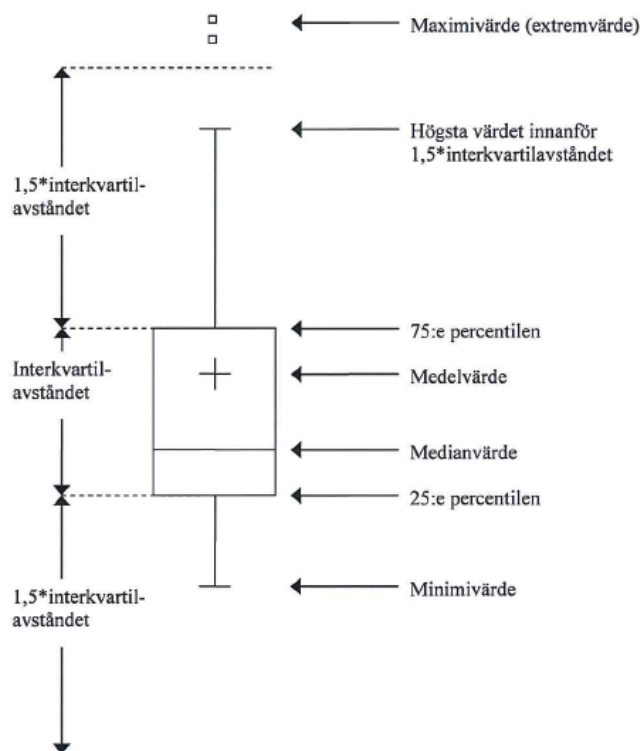 Maximivärde (extremvärde)
Högsta värdet innanför
1,5*interkvartilavståndet
1,5*interkvartil-
avståndet
75:e percentilen
Interkvartil-
avståndet
Medelvärde
Medianvärde
25:e percentilen
1,5*interkvartil-
avståndet
Minimivärde